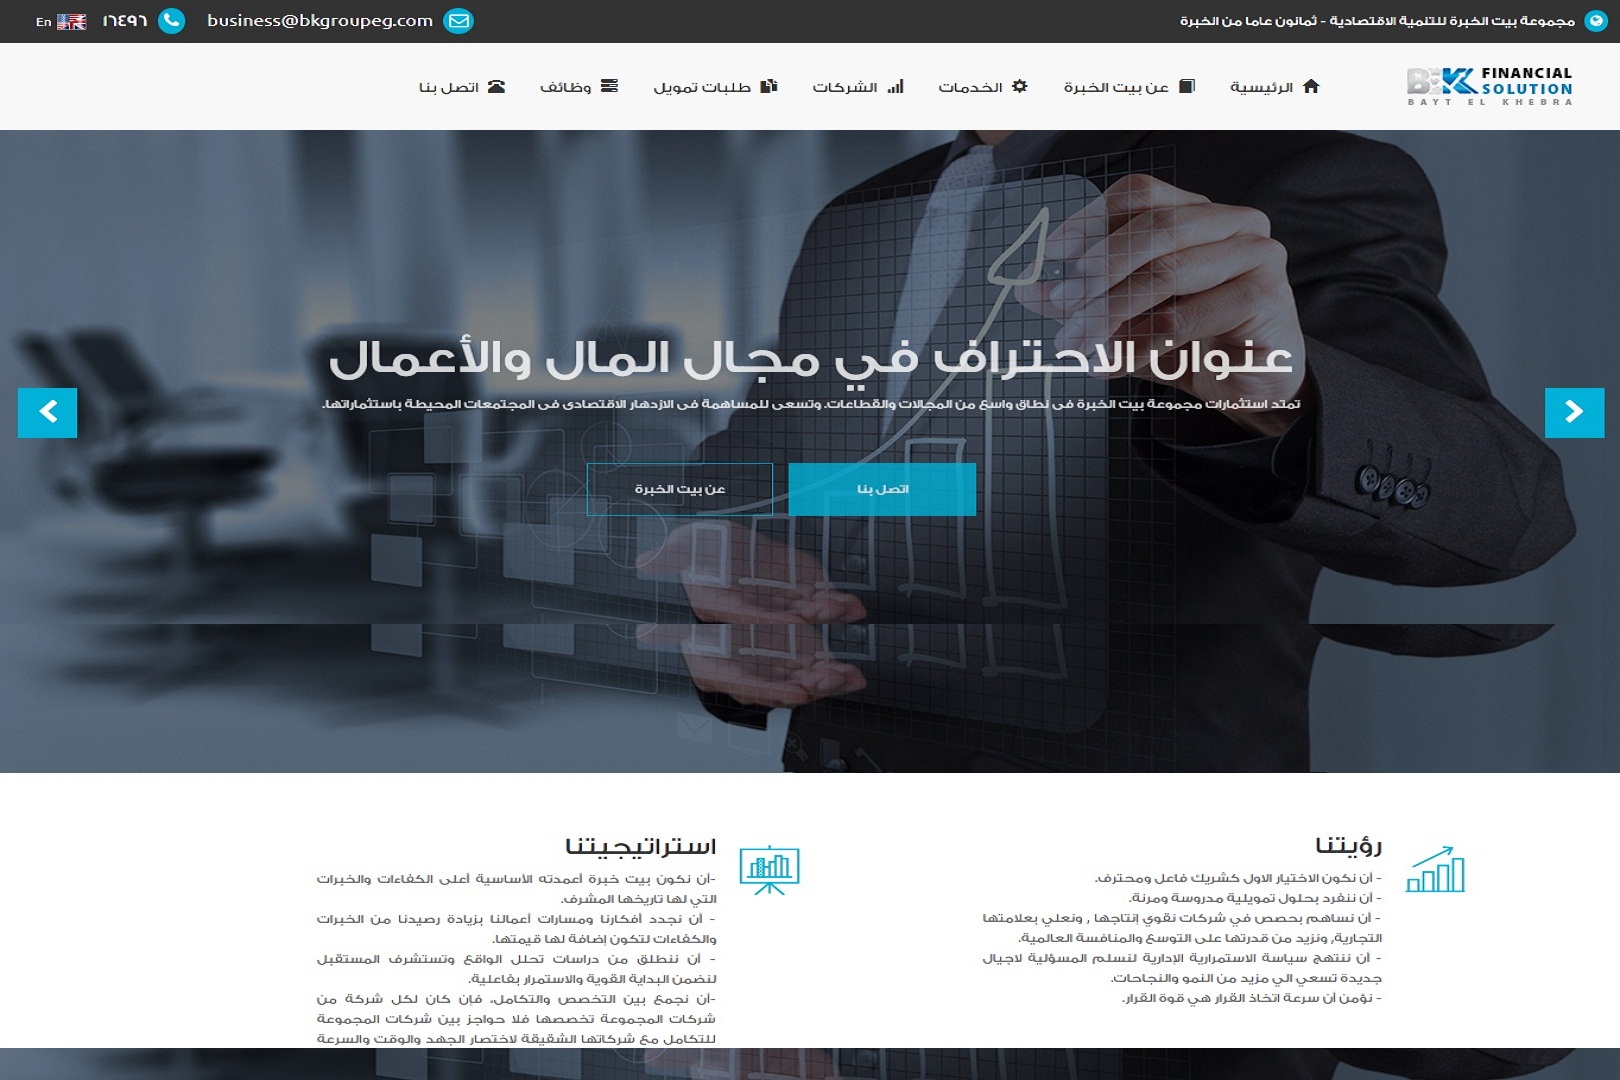 مجموعة بيت الخبرة للتنمية الاقتصادية - ثمانون عاما من الخبرة
business@bkgroupeg.com
١٦٤٩٦
En
BK FINANCIAL SOLUTION
BAYT EL KHEBRA
الرئيسية
عن بيت الخبرة
الخدمات
الشركات
طلبات تمويل
وظائف
اتصل بنا
عنوان الاحتراف في مجال المال والأعمال
تمتد استثمارات مجموعة بيت الخبرة فى نطاق واسع من المجالات والقطاعات. وتسعى للمساهمة فى الازدهار الاقتصادى فى المجتمعات المحيطة باستثماراتها.
اتصل بنا
عن بيت الخبرة
رؤيتنا
- أن نكون الاختيار الاول كشريك فاعل ومحترف.
- أن ننفرد بحلول تمويلية مدروسة ومرنة.
- أن نساهم بحصص في شركات نقوي إنتاجها , ونعلي بعلامتها
التجارية, ونزيد من قدرتها على التوسع والمنافسة العالمية.
- أن ننتهج سياسة الاستمرارية الإدارية لنسلم المسؤلية لاجيال
جديدة تسعي الي مزيد من النمو والنجاحات.
- نؤمن أن سرعة اتخاذ القرار هي قوة القرار.
استراتيجيتنا
-أن نكون بيت خبرة أعمدته الأساسية أعلى الكفاءات والخبرات
التي لها تاريخها المشرف.
- أن نجدد أفكارنا ومسارات أعمالنا بزيادة رصيدنا من الخبرات
والكفاءات لتكون إضافة لها قيمتها.
- أن ننطلق من دراسات تحلل الواقع وتستشرف المستقبل
لنضمن البداية القوية والاستمرار بفاعلية.
-أن نجمع بين التخصص والتكامل، فإن كان لكل شركة من
شركات المجموعة تخصصها فلا حواجز بين شركات المجموعة
للتكامل مع شركاتها الشقيقة لاختصار الجهد والوقت والسرعة